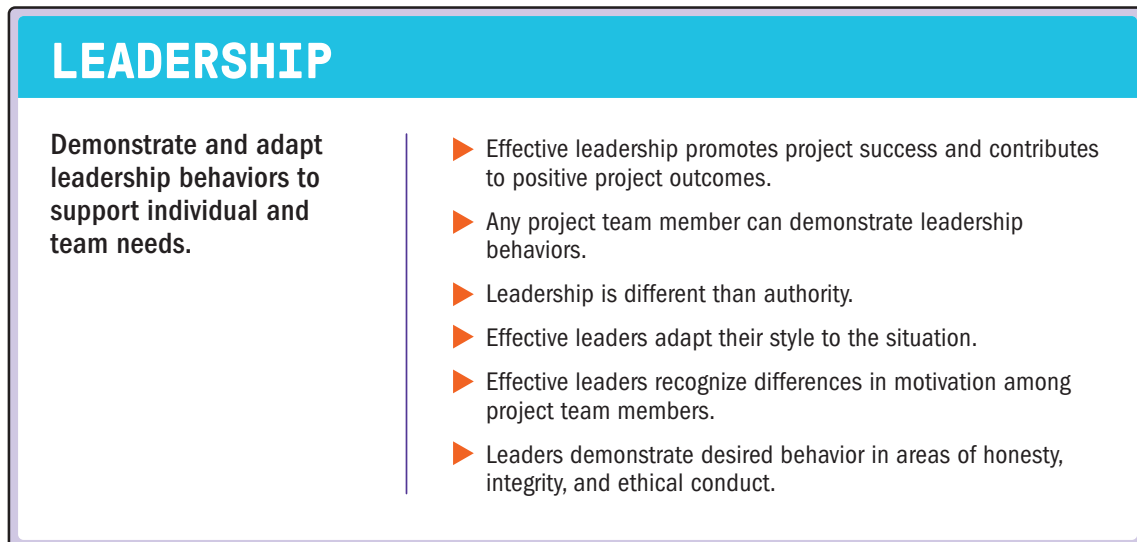 LEADERSHIP
Demonstrate and adapt
leadership behaviors to
support individual and
team needs.
Effective leadership promotes project success and contributes
to positive project outcomes.
Any project team member can demonstrate leadership
behaviors.
Leadership is different than authority.
Effective leaders adapt their style to the situation.
Effective leaders recognize differences in motivation among
project team members.
Leaders demonstrate desired behavior in areas of honesty,
integrity, and ethical conduct.